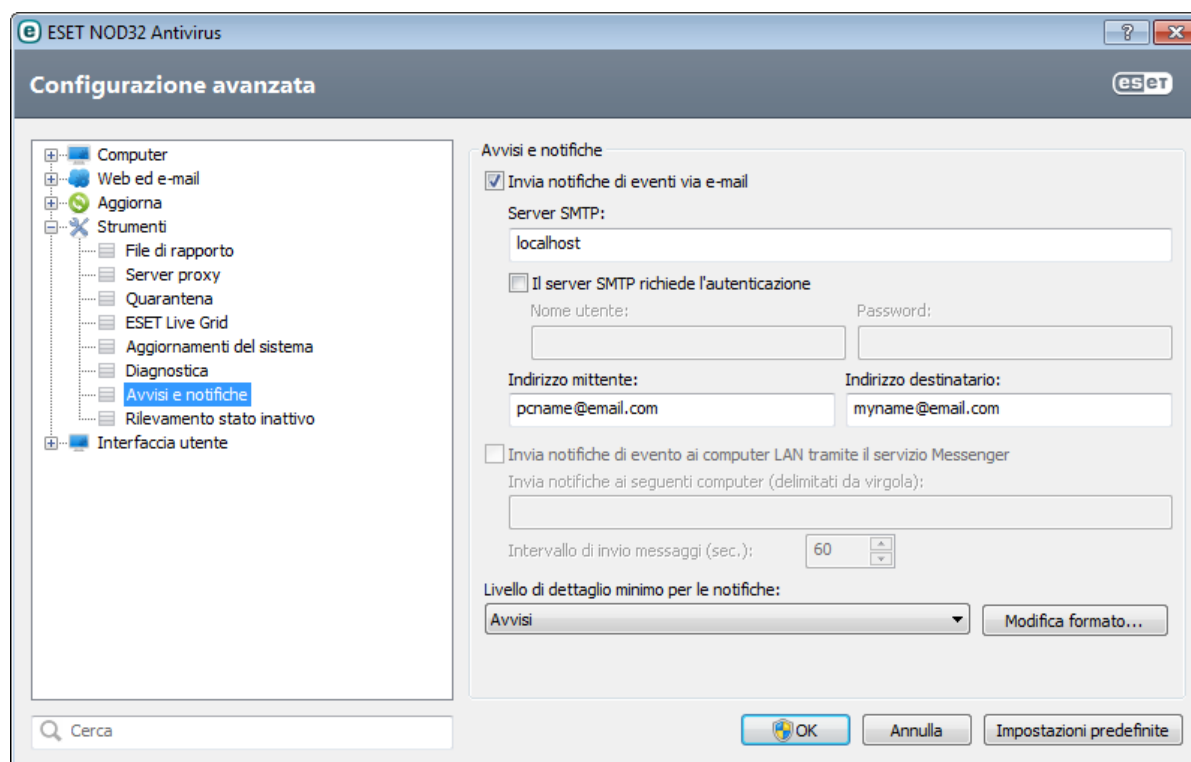 ESET NOD32 Antivirus
Configurazione avanzata
eset
Computer
Web ed e-mail
Aggiorna
Strumenti
File di rapporto
Server proxy
Quarantena
ESET Live Grid
Aggiornamenti del sistema
Diagnostica
Avvisi e notifiche
Rilevamento stato inattivo
Interfaccia utente
Cerca
Avvisi e notifiche
Invia notifiche di eventi via e-mail
Server SMTP:
localhost
Il server SMTP richiede l'autenticazione
Nome utente: Password:
Indirizzo mittente: Indirizzo destinatario:
pcname@email.com myname@email.com
Invia notifiche di evento ai computer LAN tramite il servizio Messenger
Invia notifiche ai seguenti computer (delimitati da virgola):
Intervallo di invio messaggi (sec.): 60
Livello di dettaglio minimo per le notifiche:
Avvisi Modifica formato...
OK Annulla Impostazioni predefinite